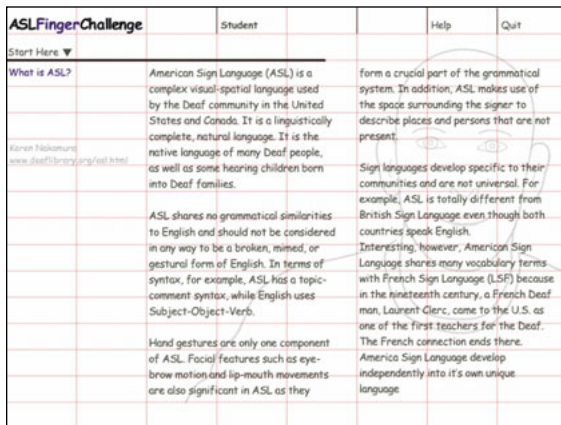 ASLFingerChallenge
Student
Help
Quit
Start Here ▼
What is ASL?
Karen Nakamura
www.deaflibrary.org/asl.html
American Sign Language (ASL) is a
complex visual-spatial language used
by the Deaf community in the United
States and Canada. It is a linguistically
complete, natural language. It is the
native language of many Deaf people,
as well as some hearing children born
into Deaf families.
ASL shares no grammatical similarities
to English and should not be considered
in any way to be a broken, mimed, or
gestural form of English. In terms of
syntax, for example, ASL has a topic-
comment syntax, while English uses
Subject-Object-Verb.
Hand gestures are only one component
of ASL. Facial features such as eye-
brow motion and lip-mouth movements
are also significant in ASL as they
form a crucial part of the grammatical
system. In addition, ASL makes use of
the space surrounding the signer to
describe places and persons that are not
present.
Sign languages develop specific to their
communities and are not universal. For
example, ASL is totally different from
British Sign Language even though both
countries speak English.
Interesting, however, American Sign
Language shares many vocabulary terms
with French Sign Language (LSF) because
in the nineteenth century, a French Deaf
man, Laurent Clerc, came to the U.S. as
one of the first teachers for the Deaf.
The French connection ends there.
America Sign Language develop
independently into it's own unique
language